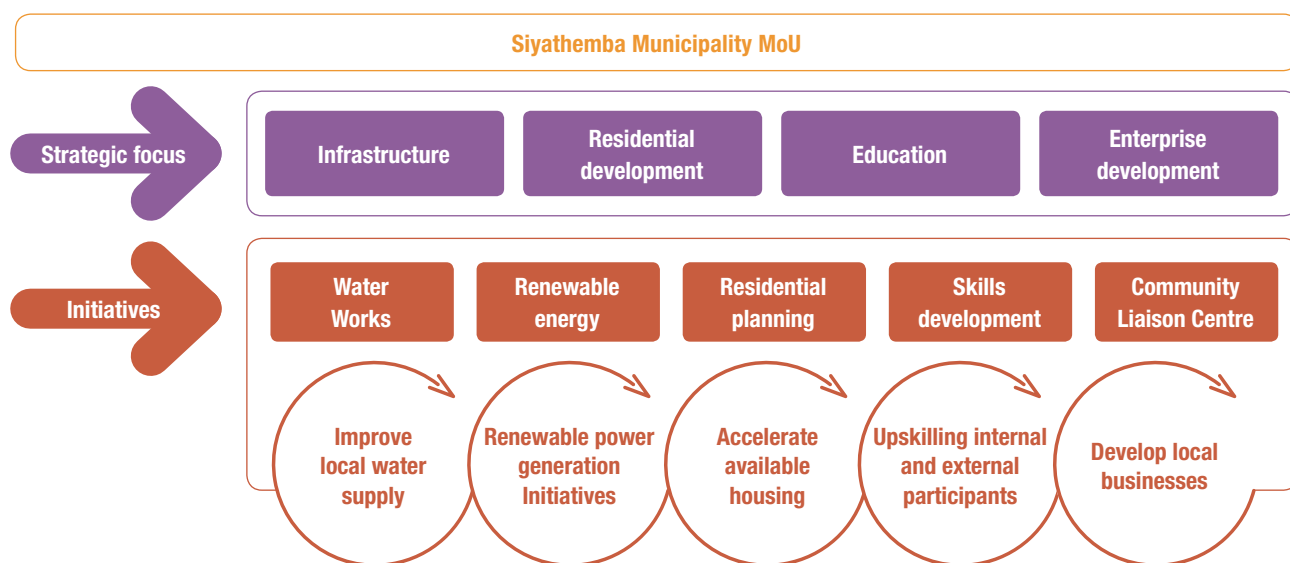 Siyathemba Municipality MoU
Strategic focus
Infrastructure
Residential
development
Education
Enterprise
development
Initiatives
Water
Works
Renewable
energy
Residential
planning
Skills
development
Community
Liaison Centre
Improve
local water
supply
Renewable power
generation
Initiatives
Accelerate
available
housing
Upskilling internal
and external
participants
Develop local
businesses